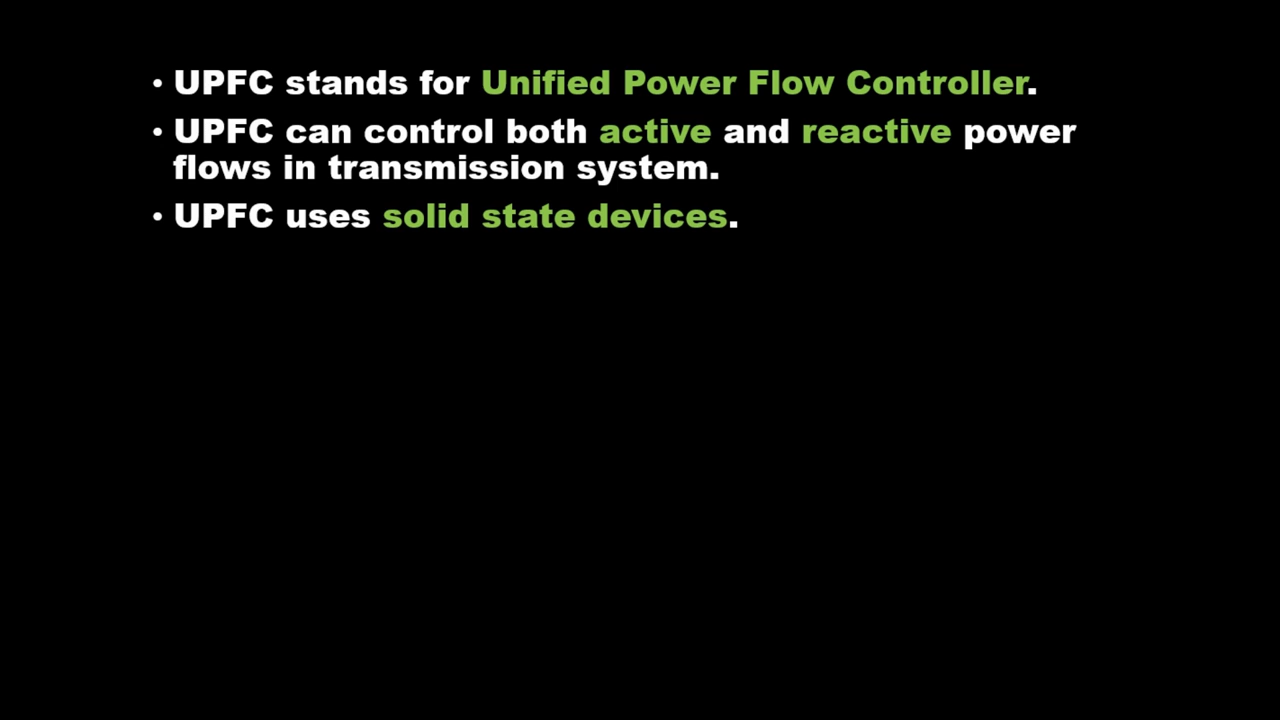 • UPFC stands for Unified Power Flow Controller.
• UPFC can control both active and reactive power
flows in transmission system.
• UPFC uses solid state devices.